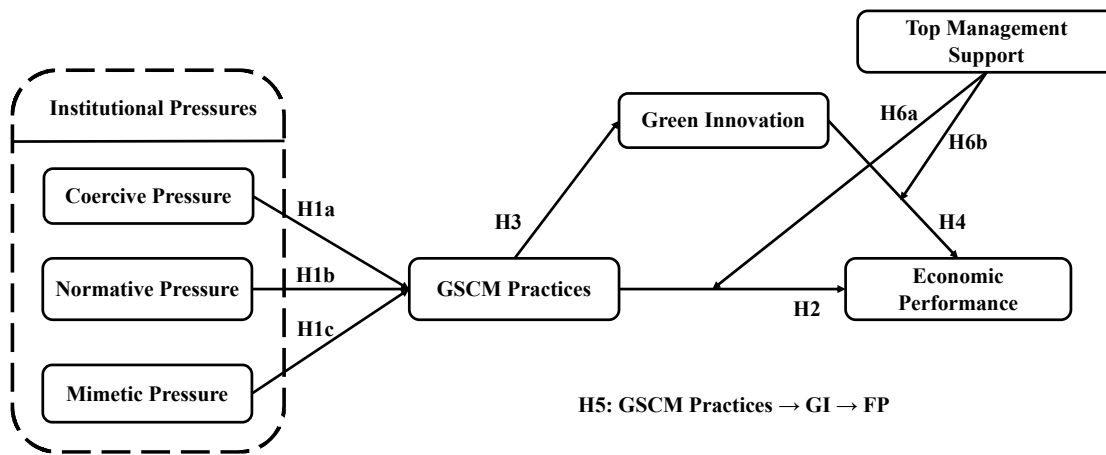 Top Management
Support
Institutional Pressures
Green Innovation
H6a
H6b
Coercive Pressure
H1a
H3
H4
Normative Pressure
H1b
GSCM Practices
Economic
Performance
H2
H1c
Mimetic Pressure
H5: GSCM Practices → GI → FP